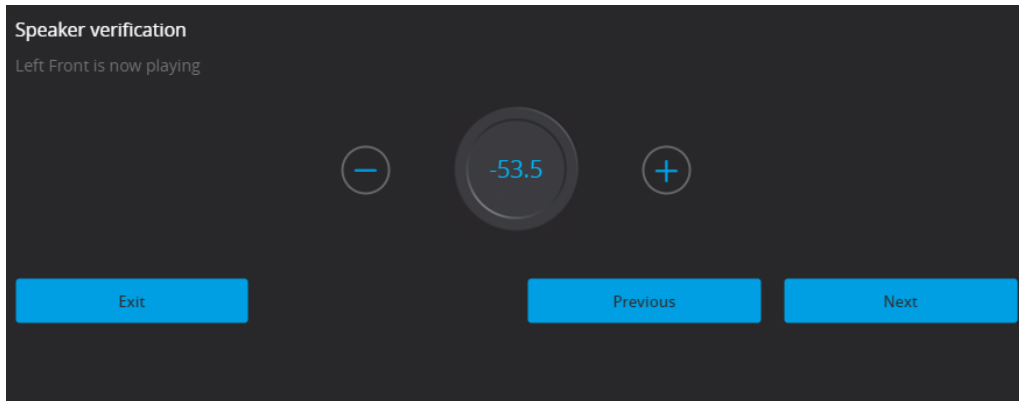 Speaker verification
Left Front is now playing
-53.5
Exit
Previous
Next